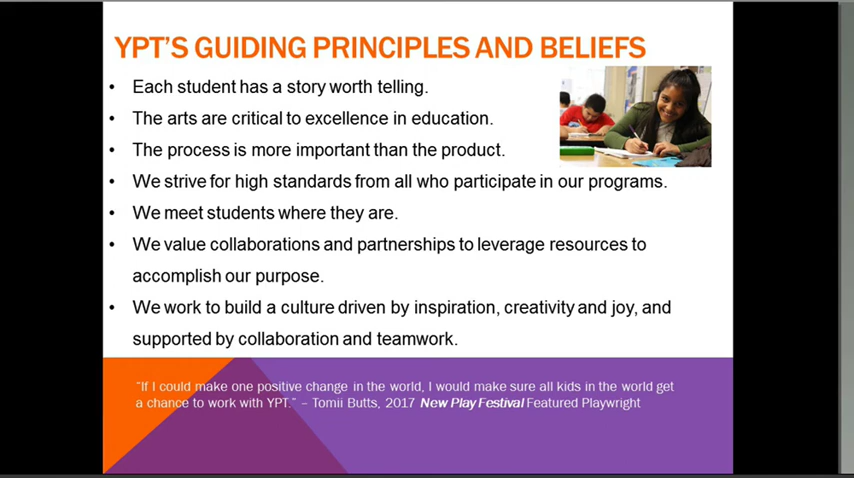 YPT'S GUIDING PRINCIPLES AND BELIEFS
• Each student has a story worth telling.
• The arts are critical to excellence in education.
• The process is more important than the product.
• We strive for high standards from all who participate in our programs.
• We meet students where they are.
• We value collaborations and partnerships to leverage resources to
accomplish our purpose.
• We work to build a culture driven by inspiration, creativity and joy, and
supported by collaboration and teamwork.
"If I could make one positive change in the world, I would make sure all kids in the world get
a chance to work with YPT." – Tomii Butts, 2017 New Play Festival Featured Playwright